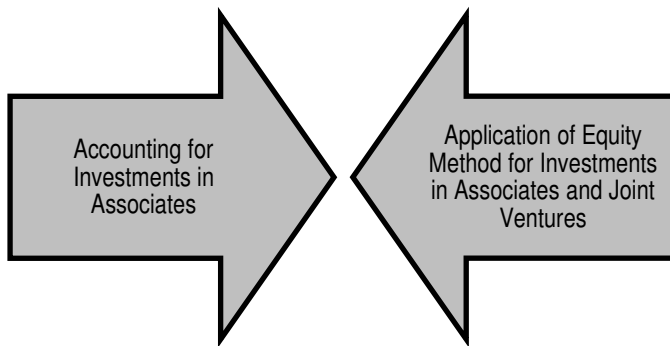 Accounting for
Investments in
Associates
Application of Equity
Method for Investments
in Associates and Joint
Ventures